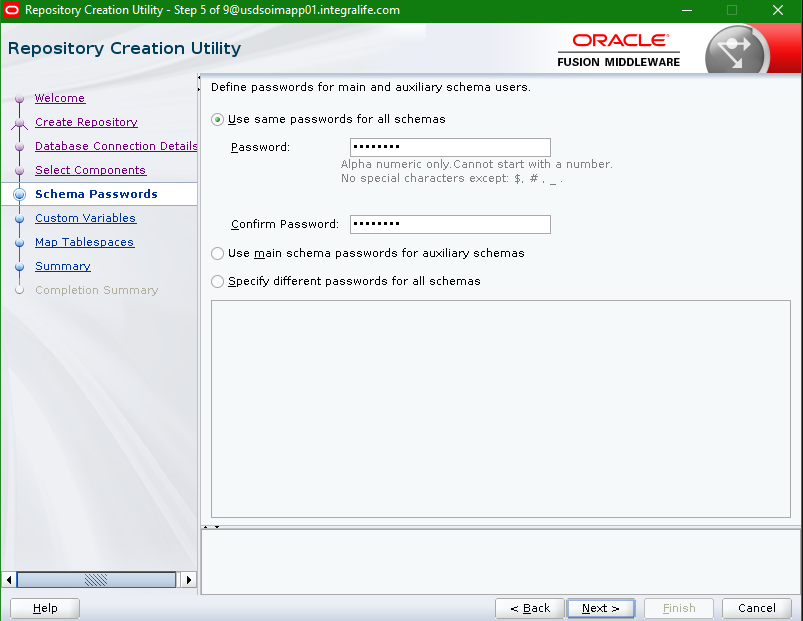 Repository Creation Utility - Step 5 of 9@usdsoimapp01.integralife.com
Repository Creation Utility
ORACLE
FUSION MIDDLEWARE
Welcome
Create Repository
Database Connection Details
Select Components
Schema Passwords
Custom Variables
Map Tablespaces
Summary
Completion Summary
Define passwords for main and auxiliary schema users.
Use same passwords for all schemas
Password: ••••••••
Alpha numeric only.Cannot start with a number.
No special characters except: $, # , _ .
Confirm Password: ••••••••
Use main schema passwords for auxiliary schemas
Specify different passwords for all schemas
Help < Back Next > Finish Cancel